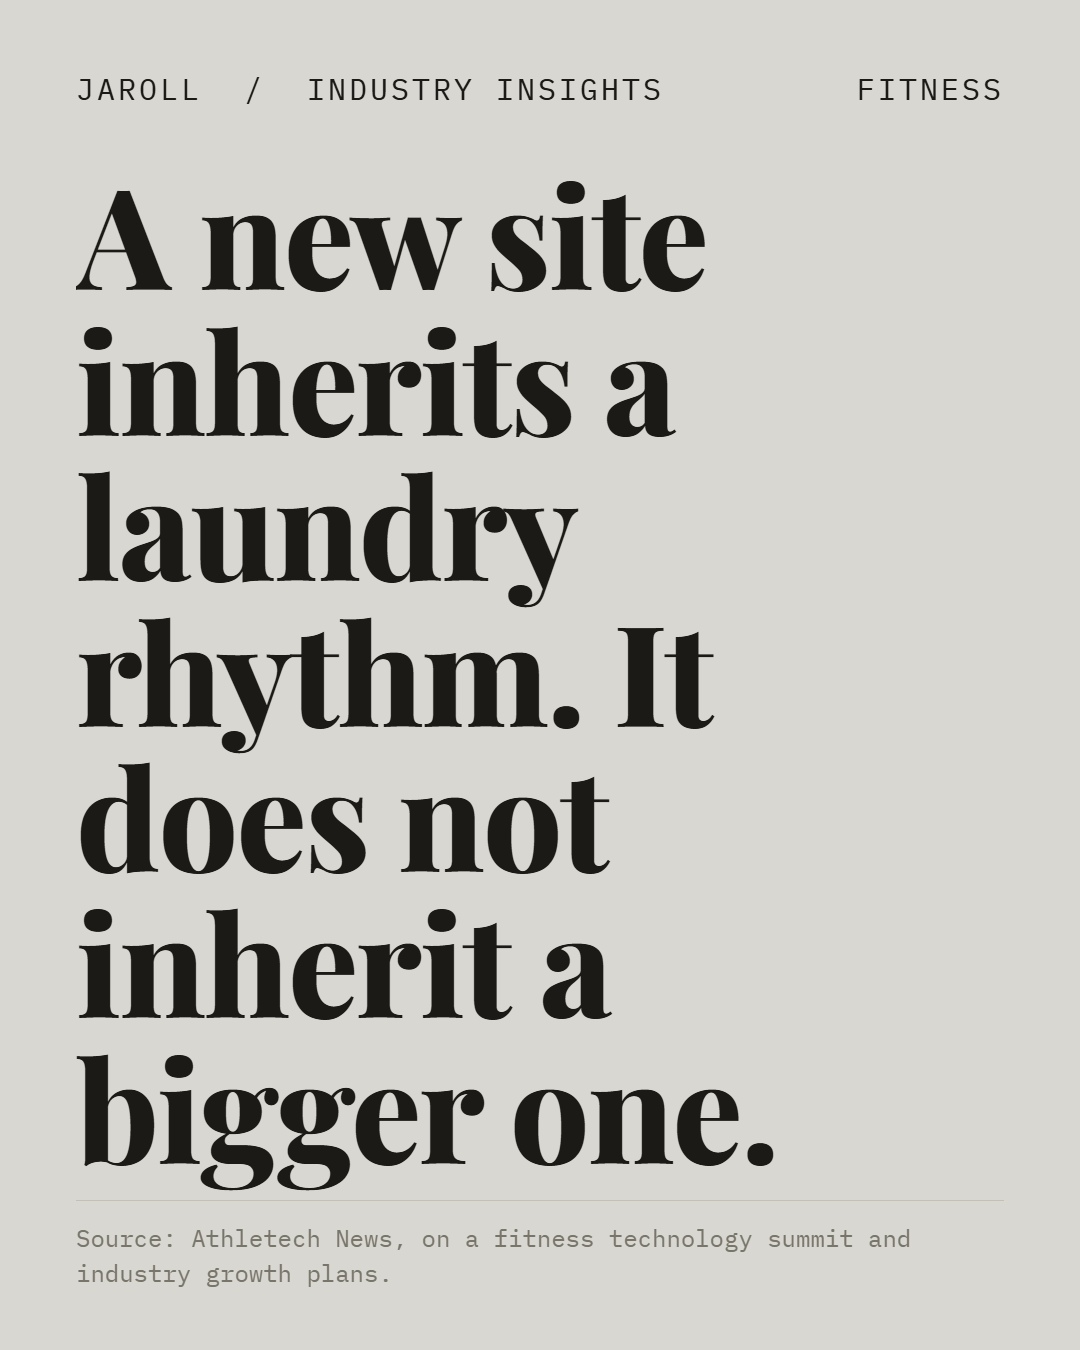 JAROLL / INDUSTRY INSIGHTS FITNESS
A new site
inherits a
laundry
rhythm. It
does not
inherit a
bigger one.
Source: Athletech News, on a fitness technology summit and
industry growth plans.